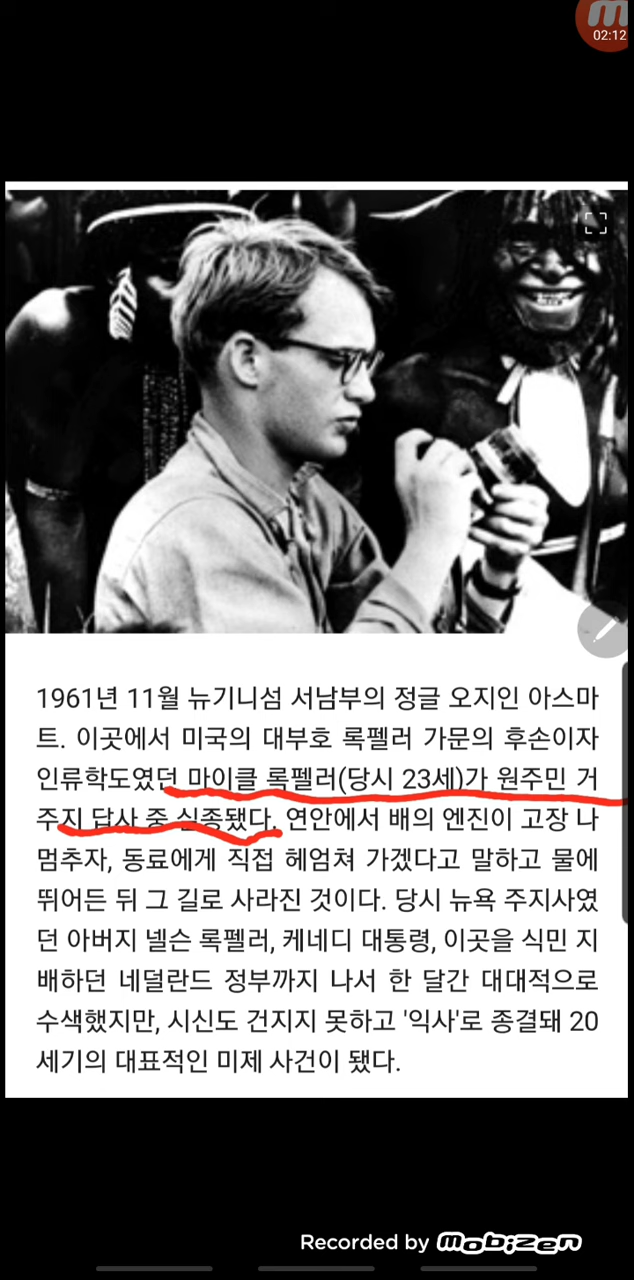 02:12
1961년 11월 뉴기니섬 서남부의 정글 오지인 아스마
트. 이곳에서 미국의 대부호 록펠러 가문의 후손이자
인류학도였던 마이클 록펠러(당시 23세)가 원주민 거
주지 답사 중 실종됐다. 연안에서 배의 엔진이 고장 나
멈추자, 동료에게 직접 헤엄쳐 가겠다고 말하고 물에
뛰어든 뒤 그 길로 사라진 것이다. 당시 뉴욕 주지사였
던 아버지 넬슨 록펠러, 케네디 대통령, 이곳을 식민 지
배하던 네덜란드 정부까지 나서 한 달간 대대적으로
수색했지만, 시신도 건지지 못하고 '익사'로 종결돼 20
세기의 대표적인 미제 사건이 됐다.
Recorded by mobizen